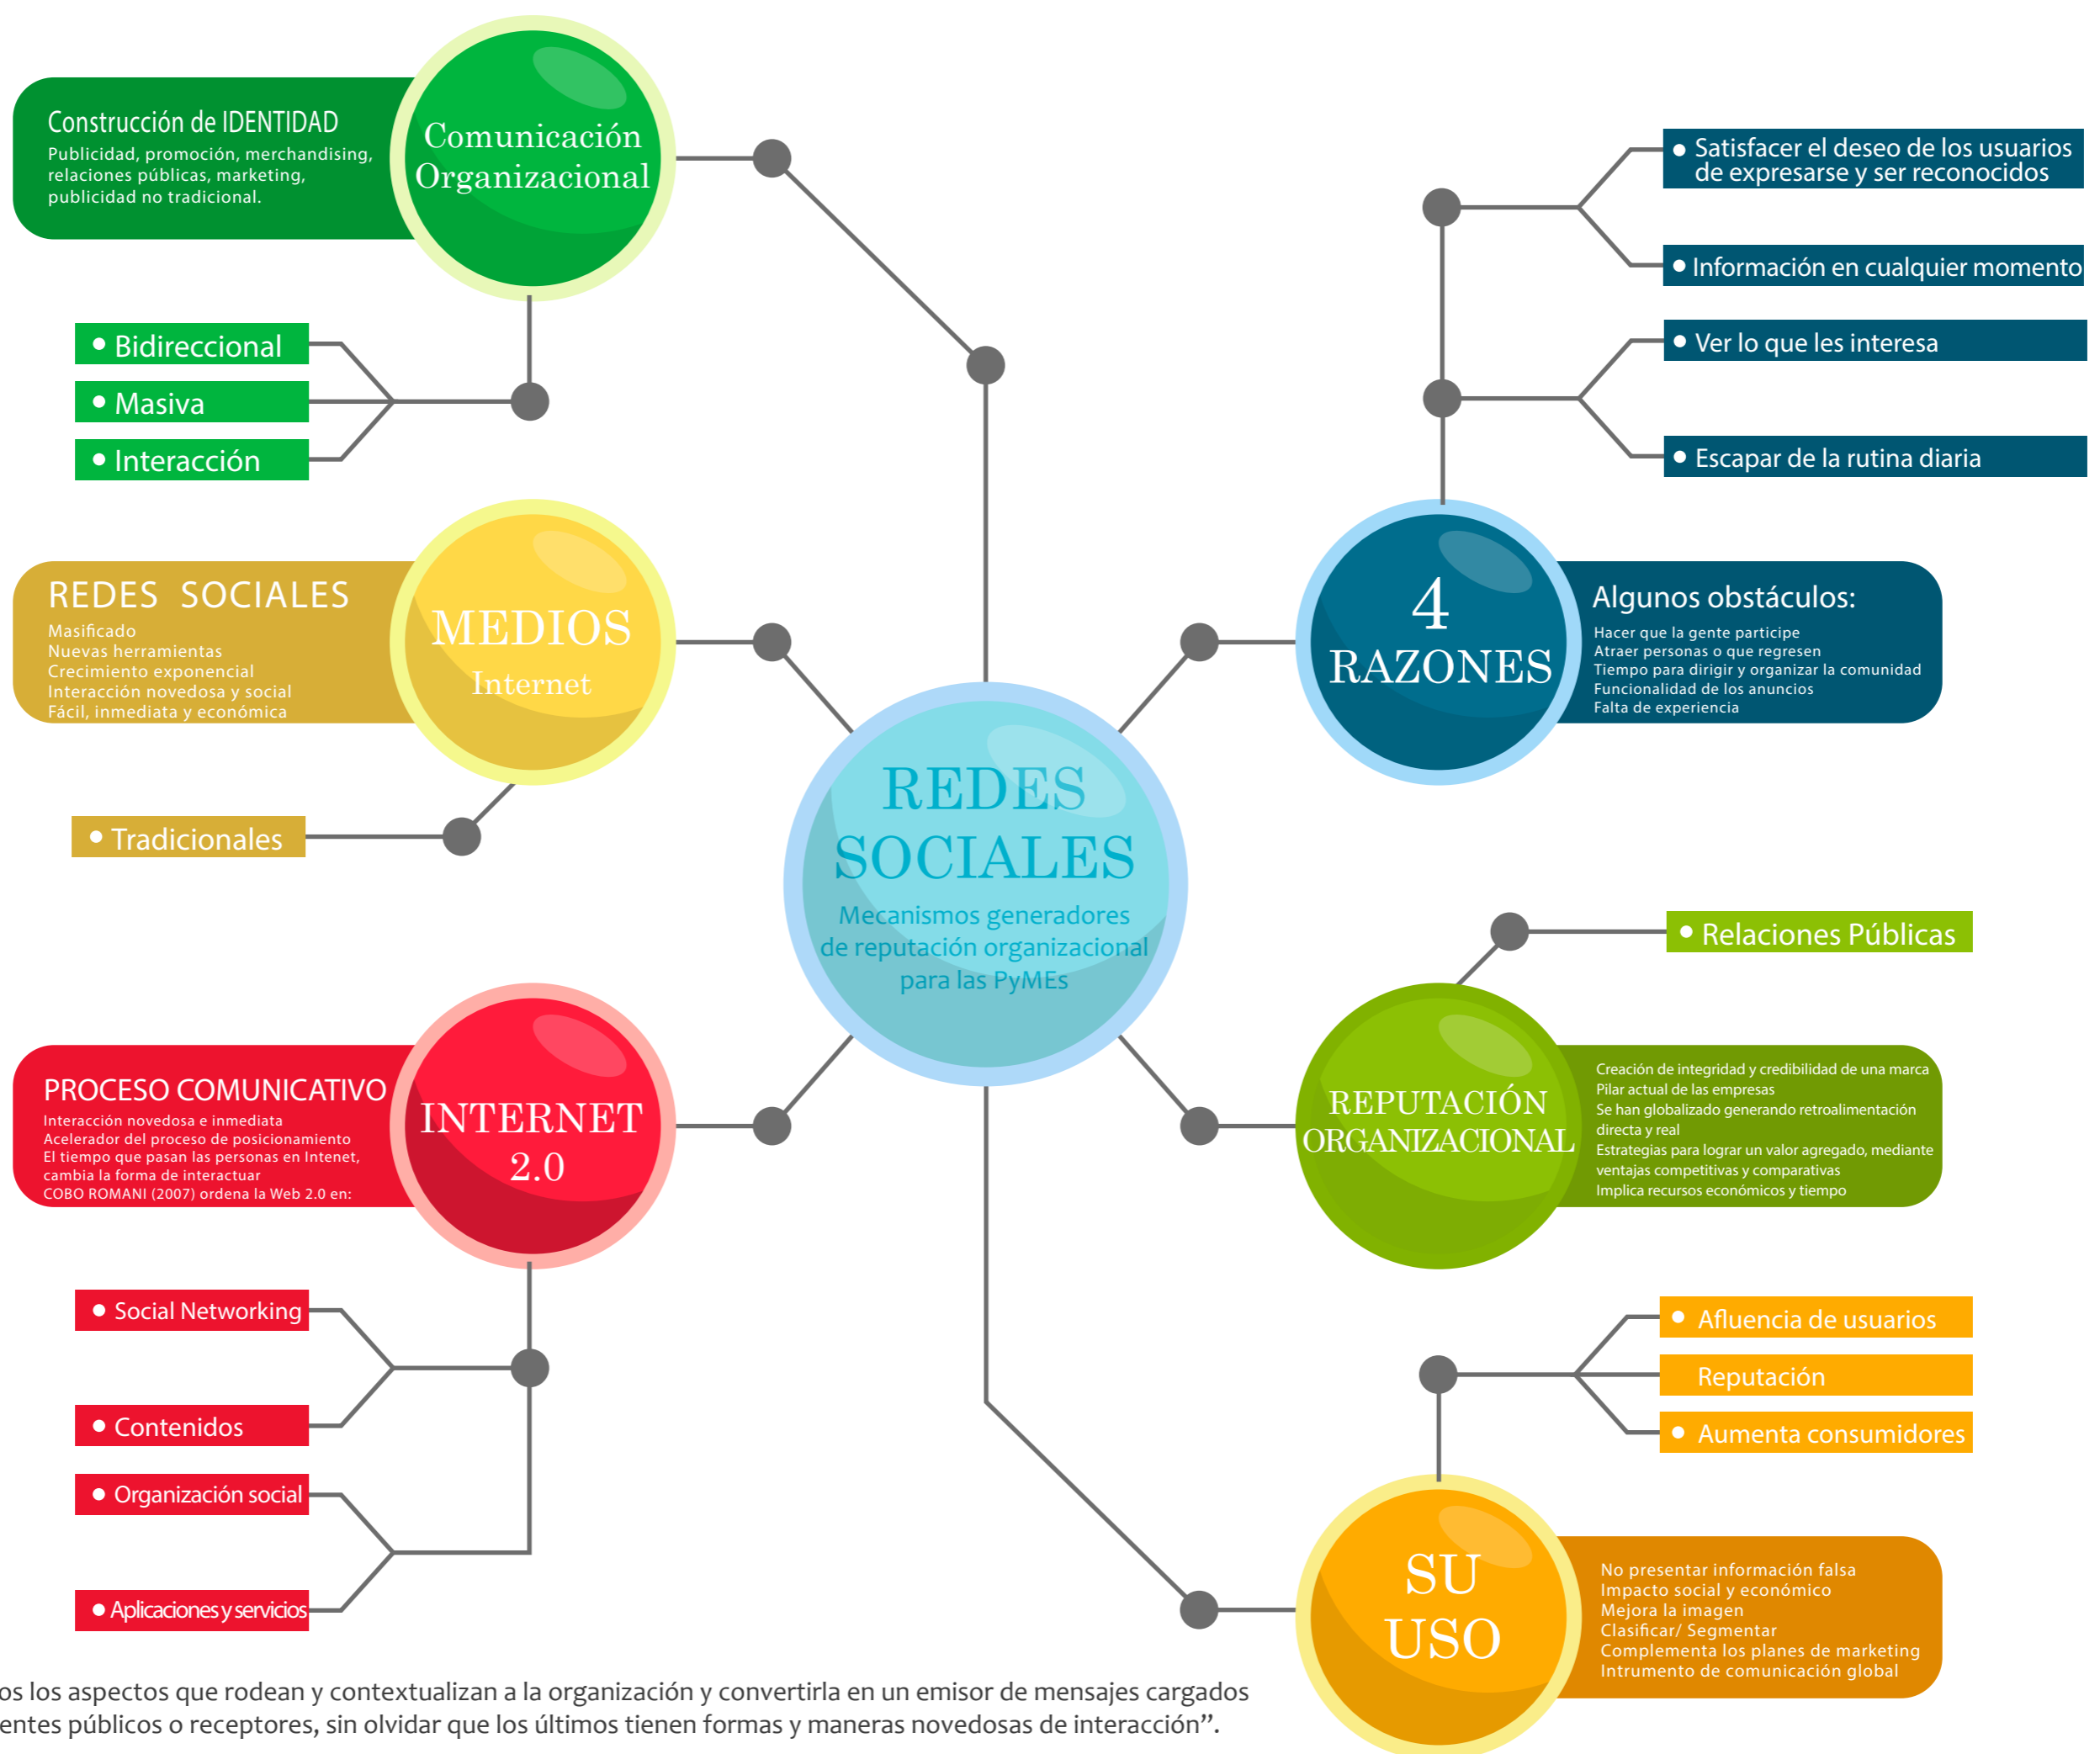 Comunicación
Organizacional
Construcción de IDENTIDAD
Publicidad, promoción, merchandising,
relaciones públicas, marketing,
publicidad no tradicional.
• Bidireccional
• Masiva
• Interacción
MEDIOS
Internet
REDES SOCIALES
Masificado
Nuevas herramientas
Crecimiento exponencial
Interacción novedosa y social
Fácil, inmediata y económica
• Tradicionales
INTERNET
2.0
PROCESO COMUNICATIVO
Interacción novedosa e inmediata
Acelerador del proceso de posicionamiento
El tiempo que pasan las personas en Intenet,
cambia la forma de interactuar
COBO ROMANI (2007) ordena la Web 2.0 en:
• Social Networking
• Contenidos
• Organización social
• Aplicaciones y servicios
REDES
SOCIALES
Mecanismos generadores
de reputación organizacional
para las PyMEs
• Satisfacer el deseo de los usuarios
de expresarse y ser reconocidos
• Información en cualquier momento
• Ver lo que les interesa
• Escapar de la rutina diaria
4
RAZONES
Algunos obstáculos:
Hacer que la gente participe
Atraer personas o que regresen
Tiempo para dirigir y organizar la comunidad
Funcionalidad de los anuncios
Falta de experiencia
• Relaciones Públicas
REPUTACIÓN
ORGANIZACIONAL
Creación de integridad y credibilidad de una marca
Pilar actual de las empresas
Se han globalizado generando retroalimentación
directa y real
Estrategias para lograr un valor agregado, mediante
ventajas competitivas y comparativas
Implica recursos económicos y tiempo
• Afluencia de usuarios
Reputación
• Aumenta consumidores
SU
USO
No presentar información falsa
Impacto social y económico
Mejora la imagen
Clasificar/ Segmentar
Complementa los planes de marketing
Intrumento de comunicación global
os los aspectos que rodean y contextualizan a la organización y convertirla en un emisor de mensajes cargados
entes públicos o receptores, sin olvidar que los últimos tienen formas y maneras novedosas de interacción”.